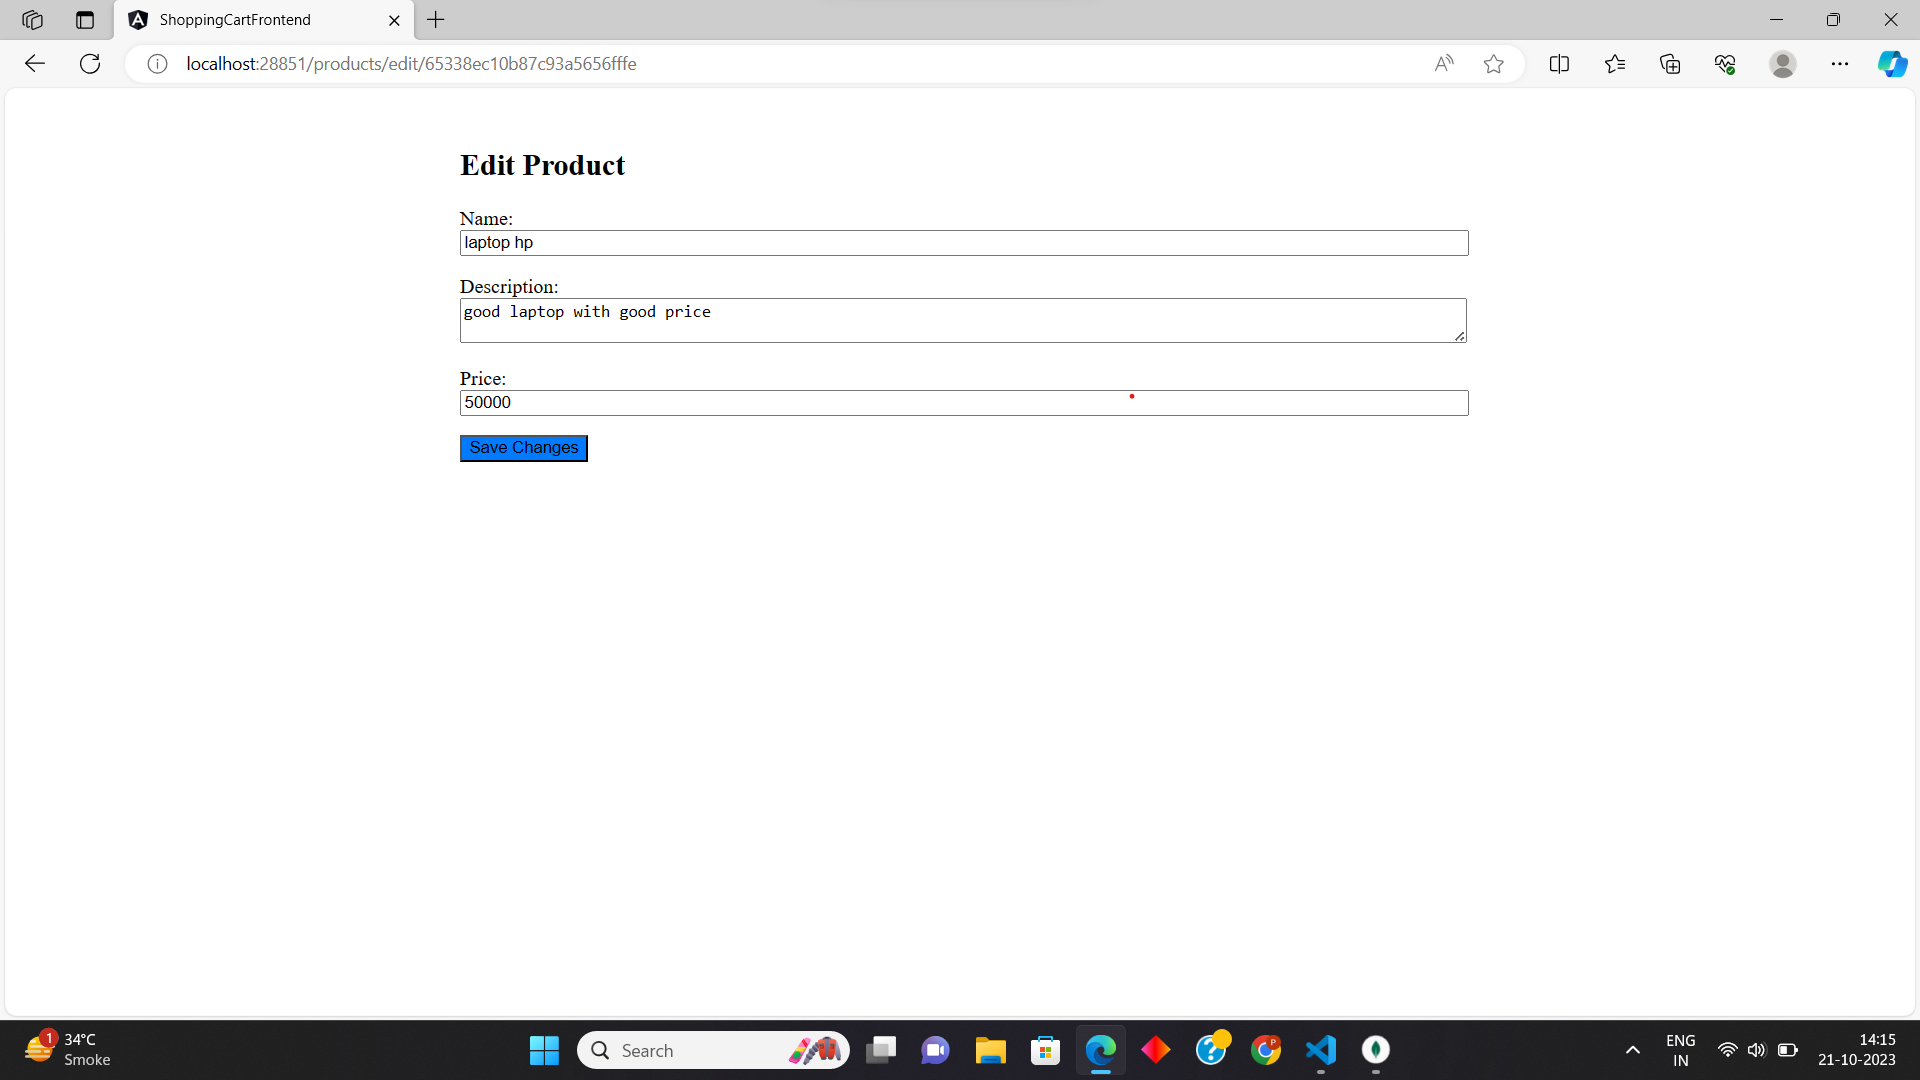 ShoppingCartFrontend
localhost:28851/products/edit/65338ec10b87c93a5656fffe
Edit Product
Name:
laptop hp
Description:
good laptop with good price
Price:
50000
Save Changes
1
34°C
Smoke
Search
P
ENG
IN
14:15
21-10-2023